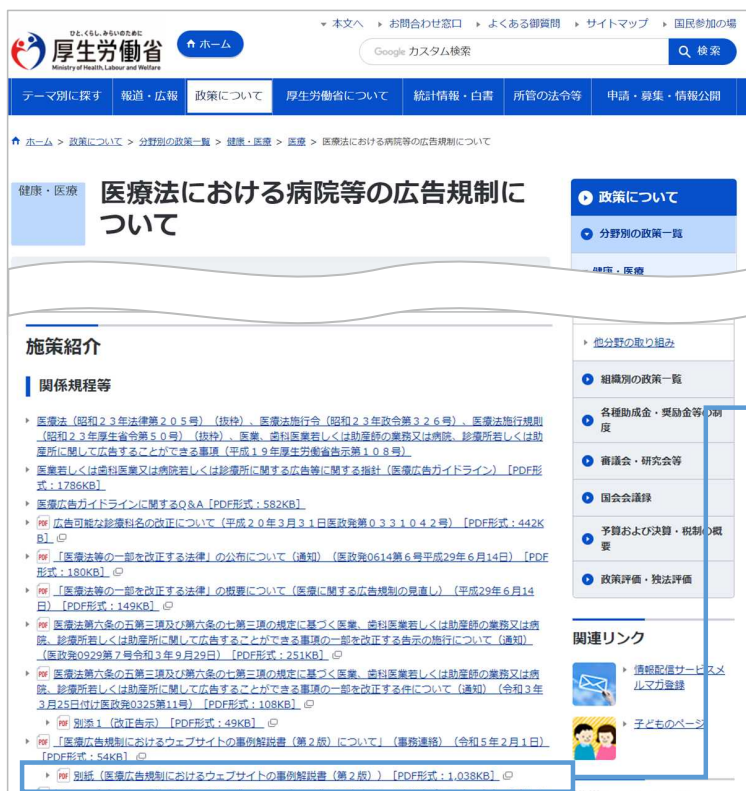 本文へ お問合わせ窓口 よくある御質問 サイトマップ 国民参加の場
ひと、くらし、みらいのために
厚生労働省
Ministry of Health, Labour and Welfare
ホーム
Google カスタム検索
検索
テーマ別に探す 報道・広報 政策について 厚生労働省について 統計情報・白書 所管の法令等 申請・募集・情報公開
ホーム > 政策について > 分野別の政策一覧 > 健康・医療 > 医療 > 医療法における病院等の広告規制について
健康・医療
医療法における病院等の広告規制に
ついて
政策について
分野別の政策一覧
健康・医療
施策紹介
関係規程等
医療法（昭和23年法律第205号）（抜粋）、医療法施行令（昭和23年政令第326号）、医療法施行規則
（昭和23年厚生省令第50号）（抜粋）、医業、歯科医業若しくは助産師の業務又は病院、診療所若しくは助
産所に関して広告することができる事項（平成19年厚生労働省告示第108号）
医業若しくは歯科医業又は病院若しくは診療所に関する広告等に関する指針（医療広告ガイドライン）[PDF形
式：1786KB]
医療広告ガイドラインに関するQ&A [PDF形式：582KB]
PDF 広告可能な診療科名の改正について（平成20年3月31日医政発第0331042号）[PDF形式：442K
B]
PDF 「医療法等の一部を改正する法律」の公布について（通知）（医政発0614第6号平成29年6月14日）[PDF
形式：180KB]
PDF 「医療法等の一部を改正する法律」の概要について（医療に関する広告規制の見直し）（平成29年6月14
日）[PDF形式：149KB]
PDF 医療法第六条の五第三項及び第六条の七第三項の規定に基づく医業、歯科医業若しくは助産師の業務又は病
院、診療所若しくは助産所に関して広告することができる事項の一部を改正する告示の施行について（通知）
（医政発0929第7号令和3年9月29日）[PDF形式：251KB]
PDF 医療法第六条の五第三項及び第六条の七第三項の規定に基づく医業、歯科医業若しくは助産師の業務又は病
院、診療所若しくは助産所に関して広告することができる事項の一部を改正する件について（通知）（令和3年
3月25日付け医政発0325第11号）[PDF形式：108KB]
PDF 別添1（改正告示）[PDF形式：49KB]
PDF 「医療広告規制におけるウェブサイトの事例解説書（第2版）について」（事務連絡）（令和5年2月1日）
[PDF形式：54KB]
PDF 別紙（医療広告規制におけるウェブサイトの事例解説書（第2版））[PDF形式：1,038KB]
他分野の取り組み
組織別の政策一覧
各種助成金・奨励金等の制
度
審議会・研究会等
国会会議録
予算および決算・税制の概
要
政策評価・独法評価
関連リンク
情報配信サービスメ
ルマガ登録
子どものページ